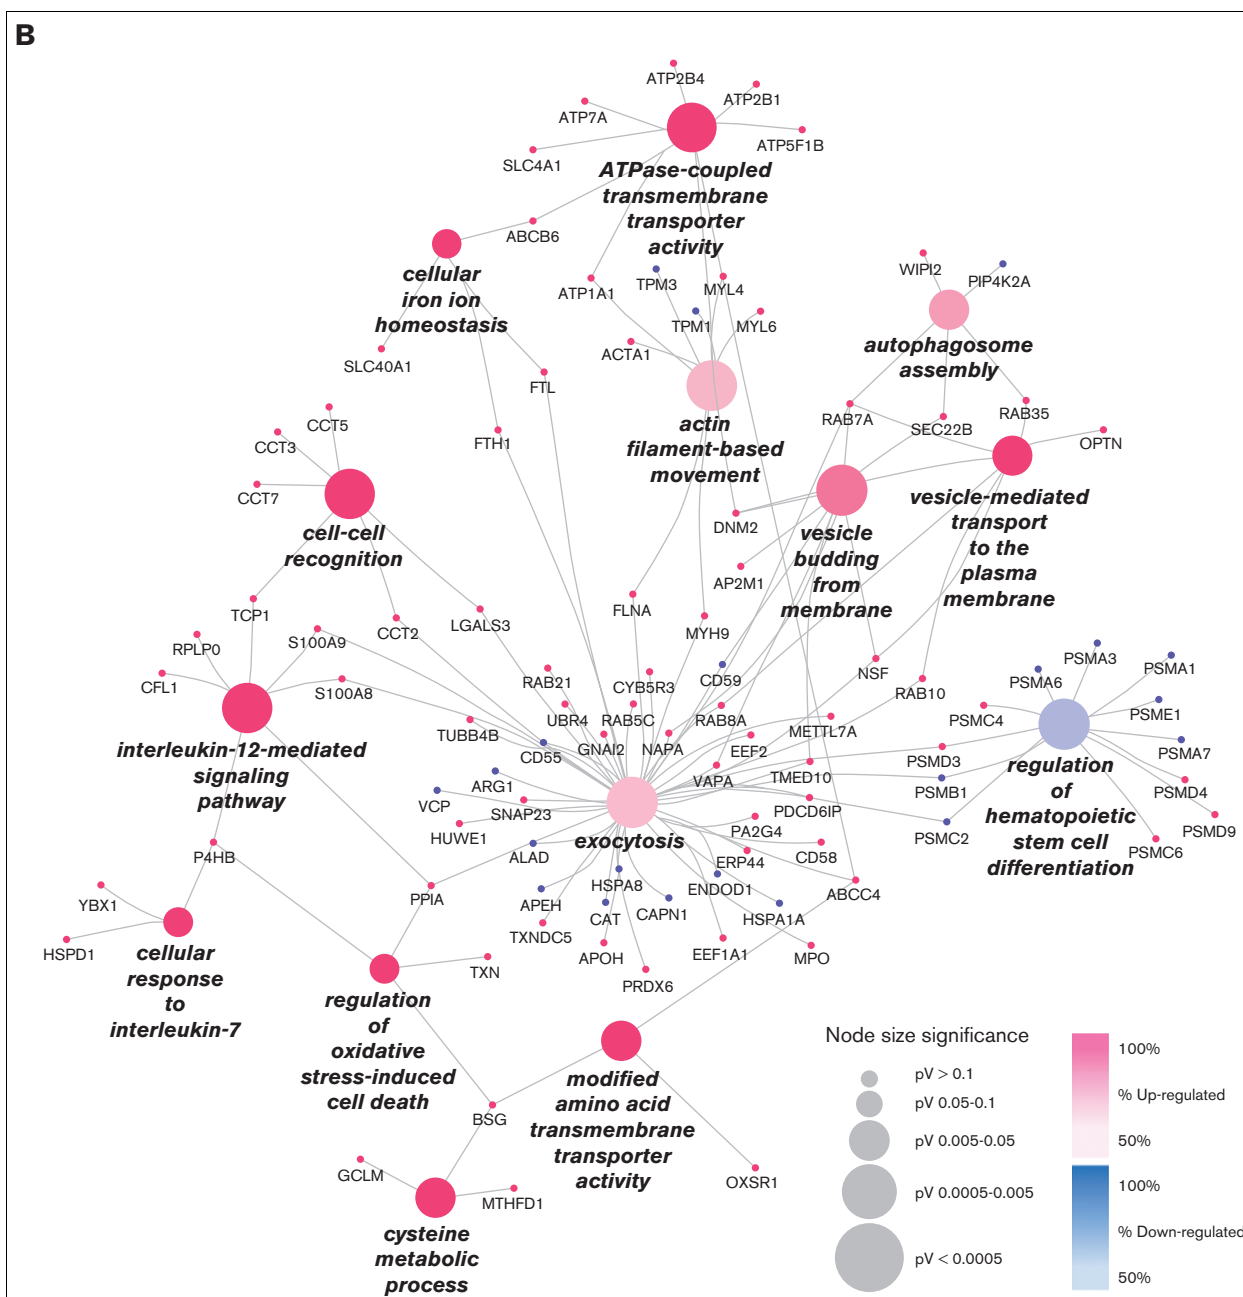 B
ATP2B4
ATP2B1
ATP7A
ATP5F1B
SLC4A1
ATPase-coupled
transmembrane
transporter
activity
ABCB6
cellular
iron ion
homeostasis
ATP1A1
TPM3
MYL4
TPM1
MYL6
ACTA1
WIPI2
PIP4K2A
autophagosome
assembly
SLC40A1
FTL
FTH1
actin
filament-based
movement
RAB7A
SEC22B
RAB35
OPTN
CCT5
CCT3
CCT7
cell-cell
recognition
DNM2
vesicle
budding
from
membrane
vesicle-mediated
transport
to the
plasma
membrane
AP2M1
TCP1
RPLP0
S100A9
CCT2
LGALS3
FLNA
MYH9
CFL1
S100A8
RAB21
CYB5R3
CD59
NSF
RAB10
PSMA3
PSMA1
PSMA6
PSMC4
PSME1
PSMA7
interleukin-12-mediated
signaling
pathway
TUBB4B
UBR4
RAB5C
RAB8A
METTL7A
CD55
GNAI2
NAPA
EEF2
PSMD3
regulation
of
hematopoietic
stem cell
differentiation
ARG1
VAPA
TMED10
PSMB1
PSMD4
VCP
SNAP23
PDCD6IP
PSMC2
PSMD9
HUWE1
exocytosis
PA2G4
PSMC6
P4HB
ALAD
ERP44
CD58
YBX1
PPIA
HSPA8
ENDOD1
ABCC4
APEH
CAT
CAPN1
HSPA1A
HSPD1
TXNDC5
APOH
EEF1A1
MPO
cellular
response
to
interleukin-7
TXN
PRDX6
regulation
of
oxidative
stress-induced
cell death
modified
amino acid
transmembrane
transporter
activity
BSG
GCLM
MTHFD1
OXSR1
cysteine
metabolic
process
Node size significance
pV > 0.1
pV 0.05-0.1
pV 0.005-0.05
pV 0.0005-0.005
pV < 0.0005
100%
% Up-regulated
50%
100%
% Down-regulated
50%